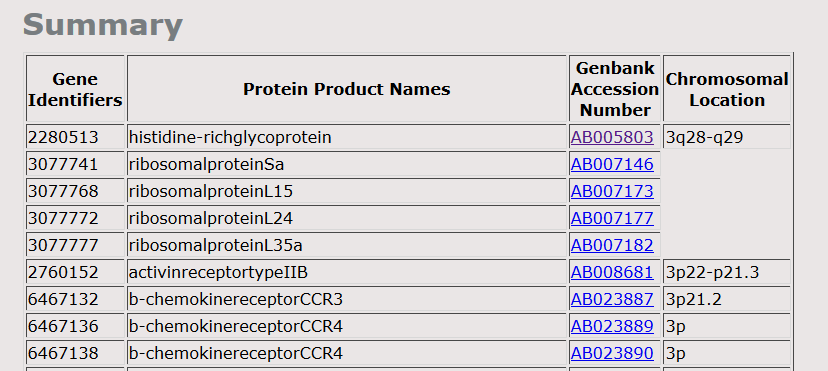 Summary
Gene Identifiers Protein Product Names Genbank Accession Number Chromosomal Location
2280513 histidine-richglycoprotein AB005803 3q28-q29
3077741 ribosomalproteinSa AB007146
3077768 ribosomalproteinL15 AB007173
3077772 ribosomalproteinL24 AB007177
3077777 ribosomalproteinL35a AB007182
2760152 activinreceptortypeIIB AB008681 3p22-p21.3
6467132 b-chemokinereceptorCCR3 AB023887 3p21.2
6467136 b-chemokinereceptorCCR4 AB023889 3p
6467138 b-chemokinereceptorCCR4 AB023890 3p